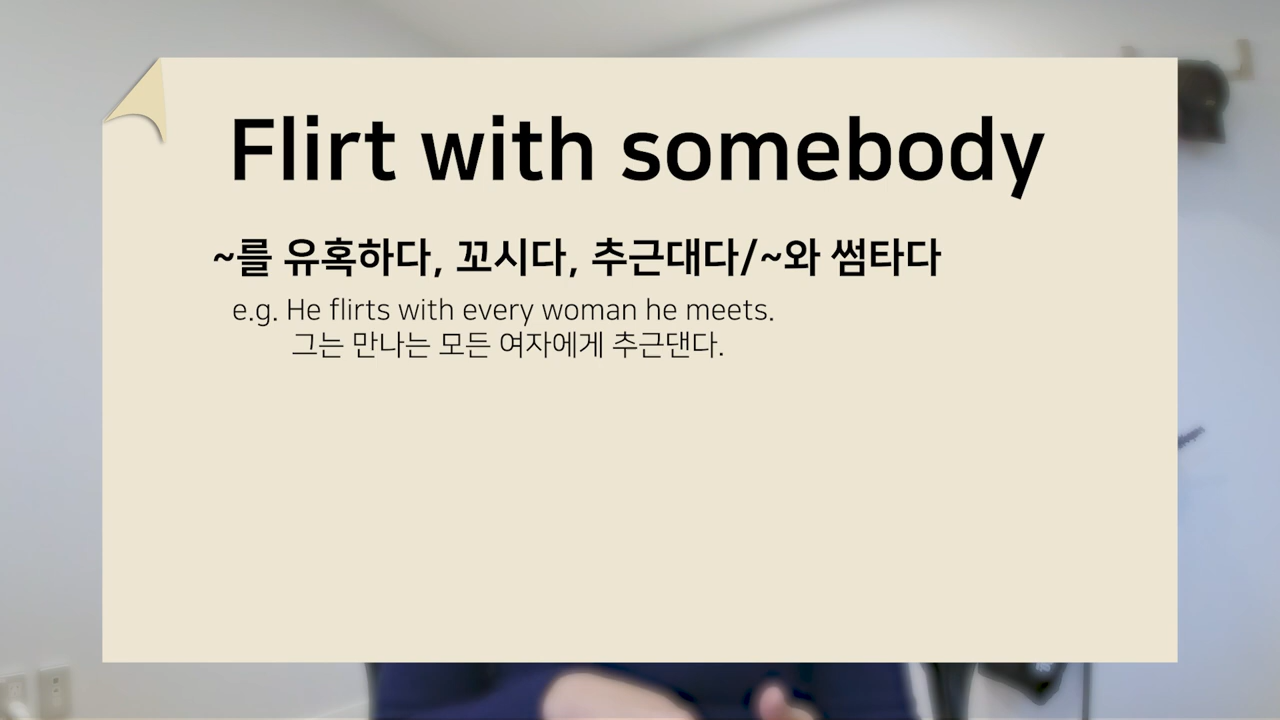 Flirt with somebody
~를 유혹하다, 꼬시다, 추근대다/~와 썸타다
e.g. He flirts with every woman he meets.
그는 만나는 모든 여자에게 추근댄다.